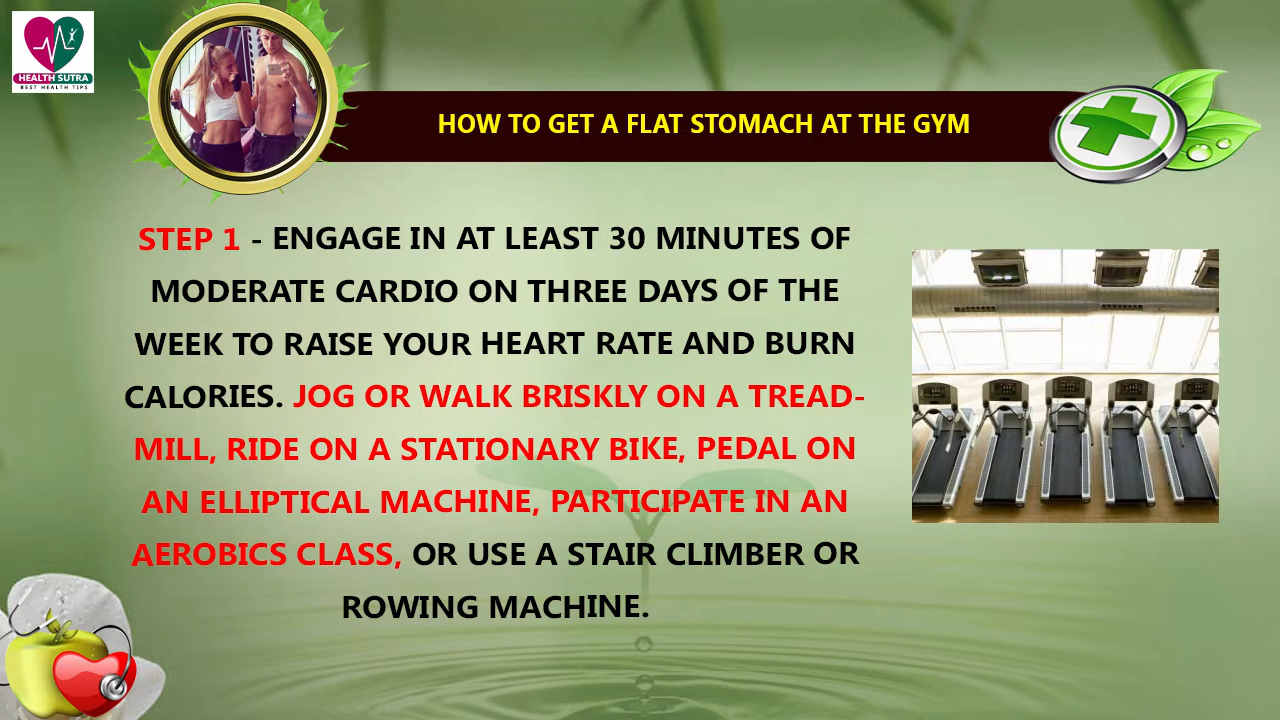 HEALTH SUTRA
BEST HEALTH TIPS
HOW TO GET A FLAT STOMACH AT THE GYM
STEP 1 - ENGAGE IN AT LEAST 30 MINUTES OF
MODERATE CARDIO ON THREE DAYS OF THE
WEEK TO RAISE YOUR HEART RATE AND BURN
CALORIES. JOG OR WALK BRISKLY ON A TREAD-
MILL, RIDE ON A STATIONARY BIKE, PEDAL ON
AN ELLIPTICAL MACHINE, PARTICIPATE IN AN
AEROBICS CLASS, OR USE A STAIR CLIMBER OR
ROWING MACHINE.